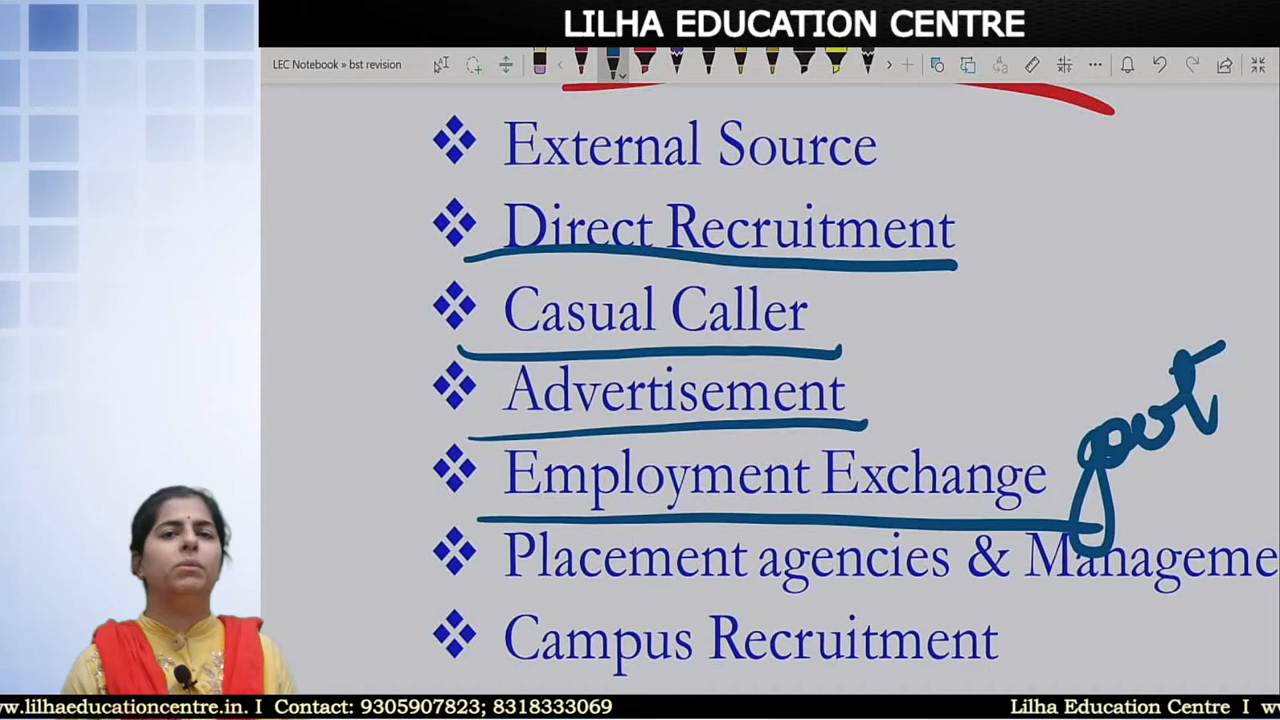 LILHA EDUCATION CENTRE
LEC Notebook » bst revision
❖ External Source
❖ Direct Recruitment
❖ Casual Caller
❖ Advertisement
govt
❖ Employment Exchange
❖ Placement agencies & Manageme
❖ Campus Recruitment
ww.lilhaeducationcentre.in. I Contact: 9305907823; 8318333069
Lilha Education Centre I w